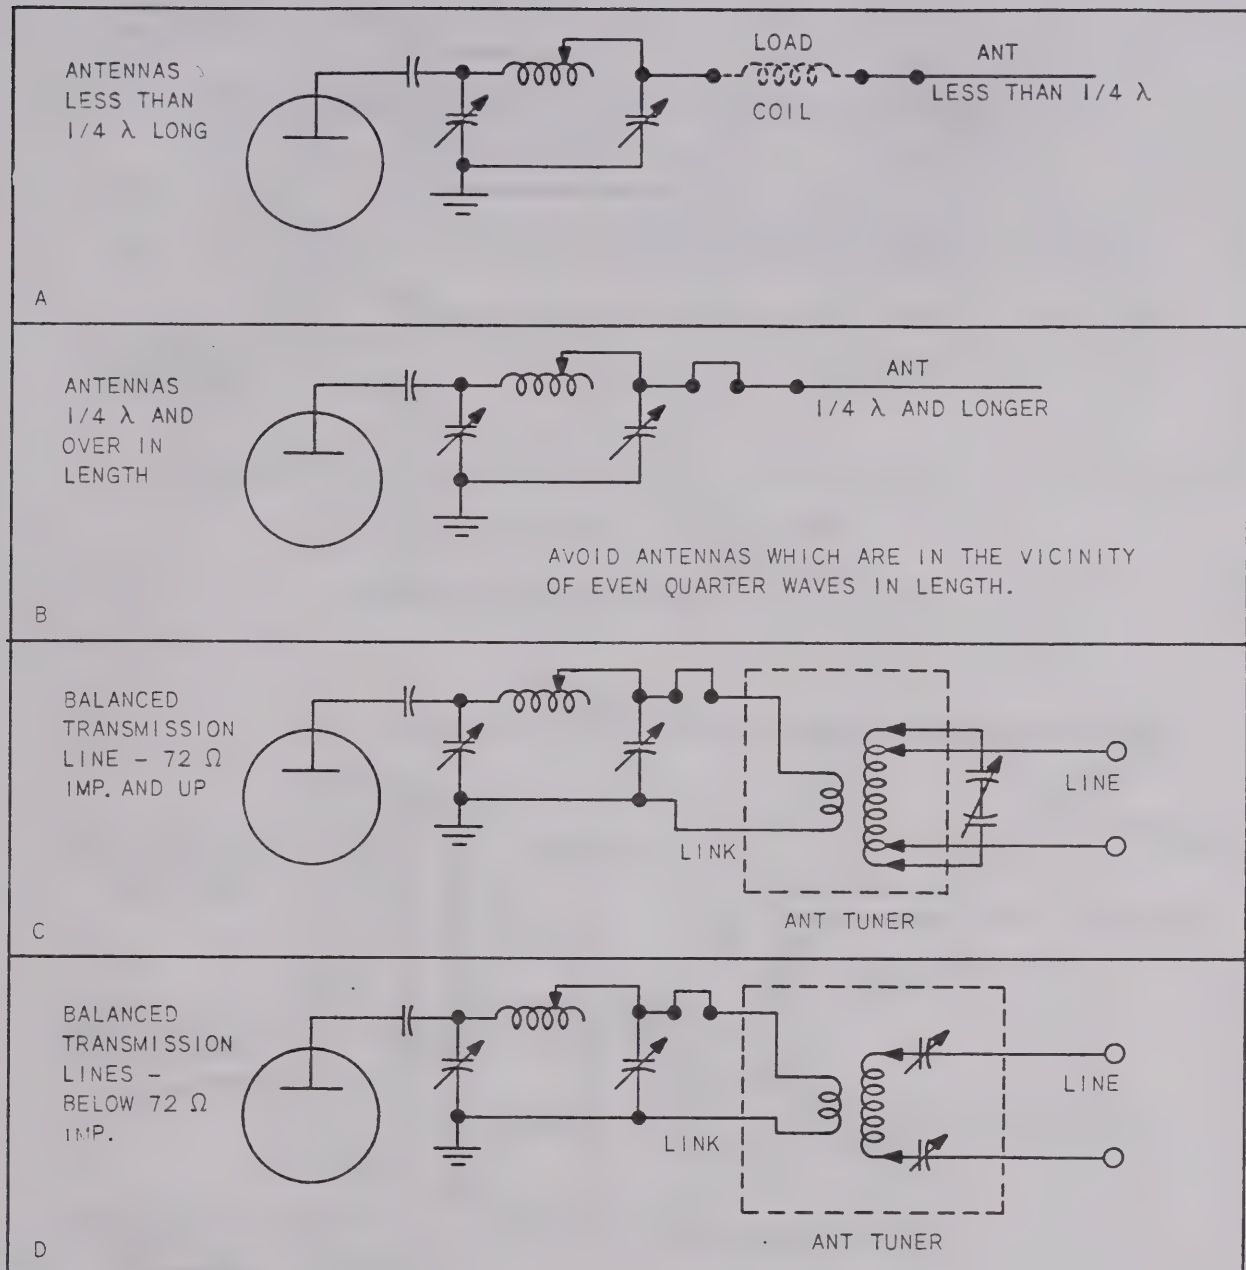 ANTENNAS
LESS THAN
1/4 λ LONG
LOAD
COIL
ANT
LESS THAN 1/4 λ
A
ANTENNAS
1/4 λ AND
OVER IN
LENGTH
ANT
1/4 λ AND LONGER
AVOID ANTENNAS WHICH ARE IN THE VICINITY
OF EVEN QUARTER WAVES IN LENGTH.
B
BALANCED
TRANSMISSION
LINE - 72 Ω
IMP. AND UP
LINK
LINE
ANT TUNER
C
BALANCED
TRANSMISSION
LINES -
BELOW 72 Ω
IMP.
LINK
LINE
ANT TUNER
D